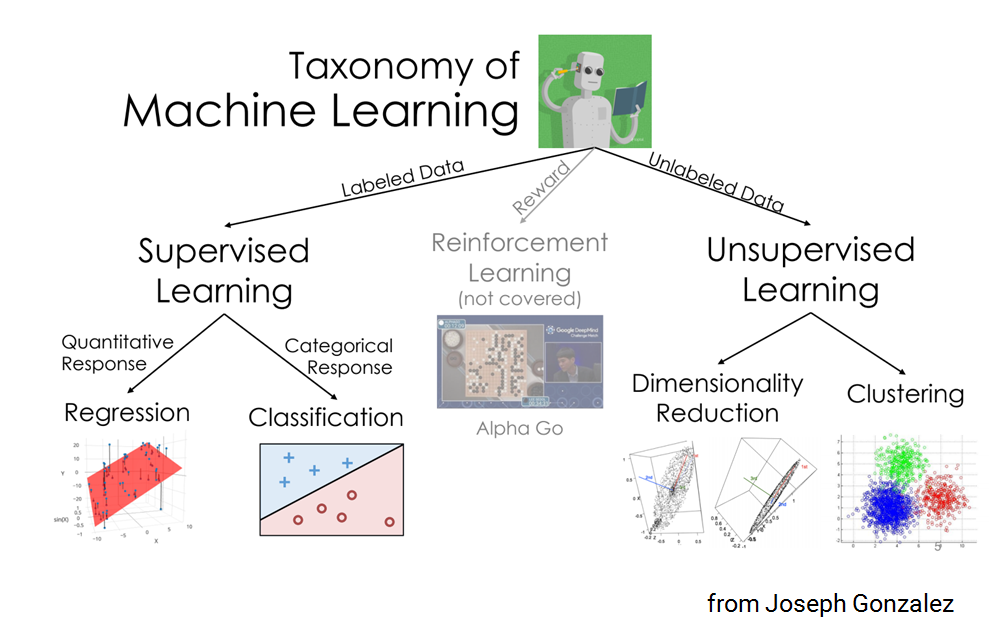 Taxonomy of
Machine Learning
Labeled Data
Reward
Unlabeled Data
Supervised
Learning
Reinforcement
Learning
(not covered)
Unsupervised
Learning
Quantitative
Response
Categorical
Response
Regression
Classification
Google DeepMind
Challenge Match
Alpha Go
Dimensionality
Reduction
Clustering
from Joseph Gonzalez